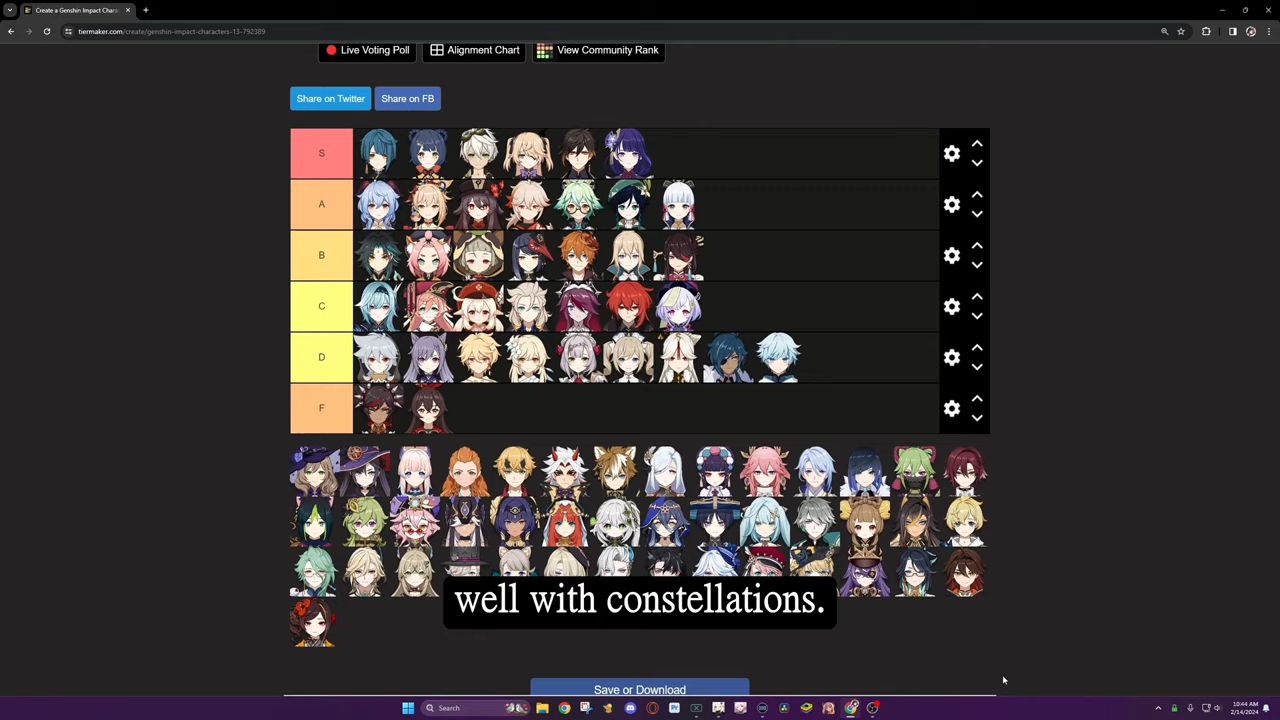 Create a Genshin Impact Charac
tiermaker.com/create/genshin-impact-characters-13-792389
Live Voting Poll
Alignment Chart
View Community Rank
Share on Twitter
Share on FB
S
A
B
C
D
F
well with constellations.
Save or Download
Search
10:44 AM
2/14/2024